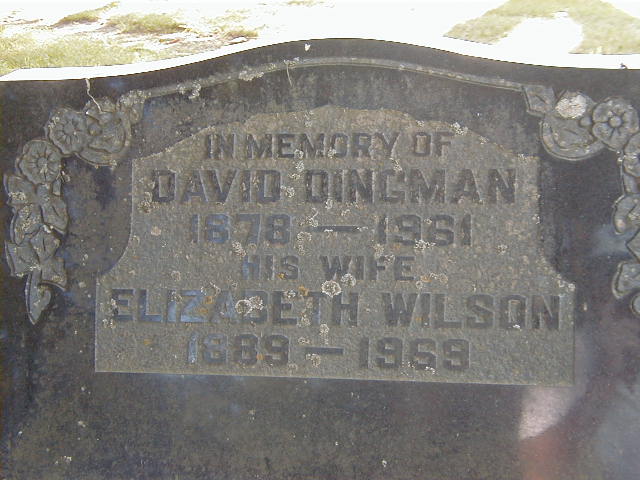 IN MEMORY OF
DAVID DINGMAN
1878 — 1961
HIS WIFE
ELIZABETH WILSON
1889 — 1969